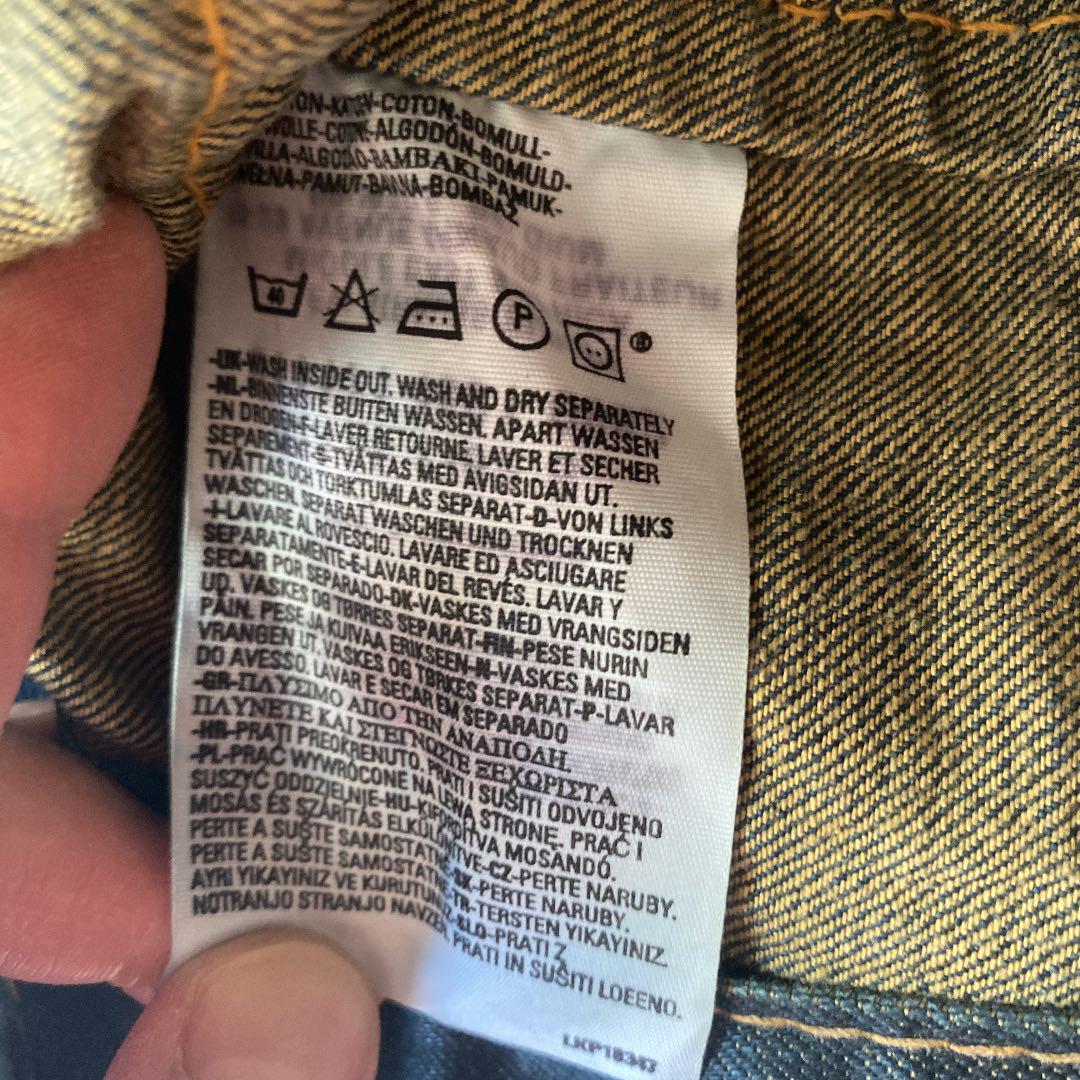 -COTON-BOMULL-
-ALGODÓN-BOMULD-
-BAMBAKI-PAMUK-
-PAMUT-BAVLNA-BOMBAŽ
40
P
®
-UK-WASH INSIDE OUT. WASH AND DRY SEPARATELY
-NL-BINNENSTE BUITEN WASSEN. APART WASSEN
EN DROGEN-F-LAVER RETOURNE. LAVER ET SECHER
SEPAREMENT-S-TVÄTTAS MED AVIGSIDAN UT.
TVÄTTAS OCH TORKTUMLAS SEPARAT-D-VON LINKS
WASCHEN. SEPARAT WASCHEN UND TROCKNEN
-I-LAVARE AL ROVESCIO. LAVARE ED ASCIUGARE
SEPARATAMENTE-E-LAVAR DEL REVÉS. LAVAR Y
SECAR POR SEPARADO-DK-VASKES MED VRANGSIDEN
UD. VASKES OG TØRRES SEPARAT-FIN-PESE NURIN
PÄIN. PESE JA KUIVAA ERIKSEEN-N-VASKES MED
VRANGEN UT. VASKES OG TØRKES SEPARAT-P-LAVAR
DO AVESSO. LAVAR E SECAR EM SEPARADO
-GR-ΠΛΥΣΙΜΟ ΑΠΟ ΤΗΝ ΑΝΑΠΟΔΗ.
ΠΛΥΝΕΤΕ ΚΑΙ ΣΤΕΓΝΩΣΤΕ ΞΕΧΩΡΙΣΤΑ
-HR-PRATI PREOKRENUTO. PRATI I SUŠITI ODVOJENO
-PL-PRAĆ WYWRÓCONE NA LEWĄ STRONĘ. PRAĆ I
SUSZYĆ ODDZIELNIE-HU-KIFORDÍTVA MOSANDÓ.
MOSÁS ÉS SZÁRÍTÁS ELKÜLÖNÍTVE-CZ-PERTE NARUBY.
PERTE A SUŠTE SAMOSTATNĚ-SK-PERTE NARUBY.
PERTE A SUŠTE SAMOSTATNE-TR-TERSTEN YIKAYINIZ.
AYRI YIKAYINIZ VE KURUTUNUZ-SLO-PRATI Z
NOTRANJO STRANJO NAVZVEN. PRATI IN SUŠITI LOEENO.
LKP18343